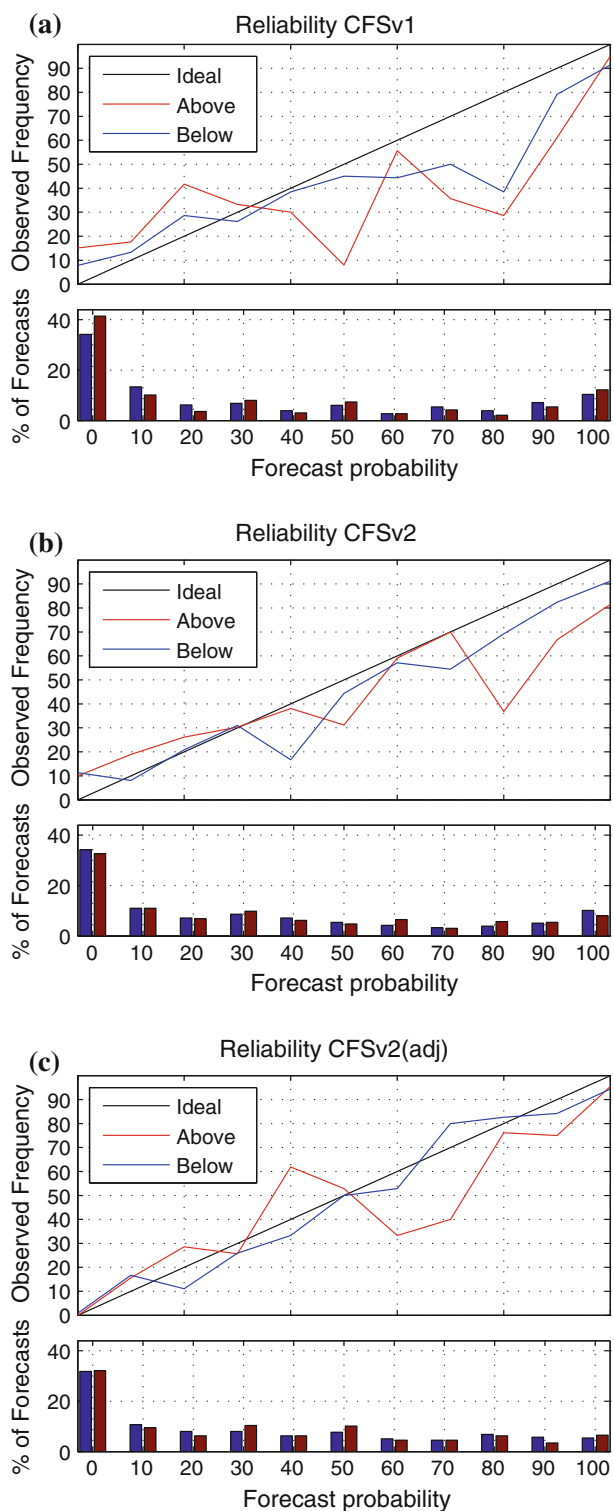 (a)
Reliability CFSv1
Observed Frequency
90
80
70
60
50
40
30
20
10
0
Ideal
Above
Below
% of Forecasts
40
20
0
0 10 20 30 40 50 60 70 80 90 100
Forecast probability
(b)
Reliability CFSv2
Observed Frequency
90
80
70
60
50
40
30
20
10
0
Ideal
Above
Below
% of Forecasts
40
20
0
0 10 20 30 40 50 60 70 80 90 100
Forecast probability
(c)
Reliability CFSv2(adj)
Observed Frequency
90
80
70
60
50
40
30
20
10
0
Ideal
Above
Below
% of Forecasts
40
20
0
0 10 20 30 40 50 60 70 80 90 100
Forecast probability